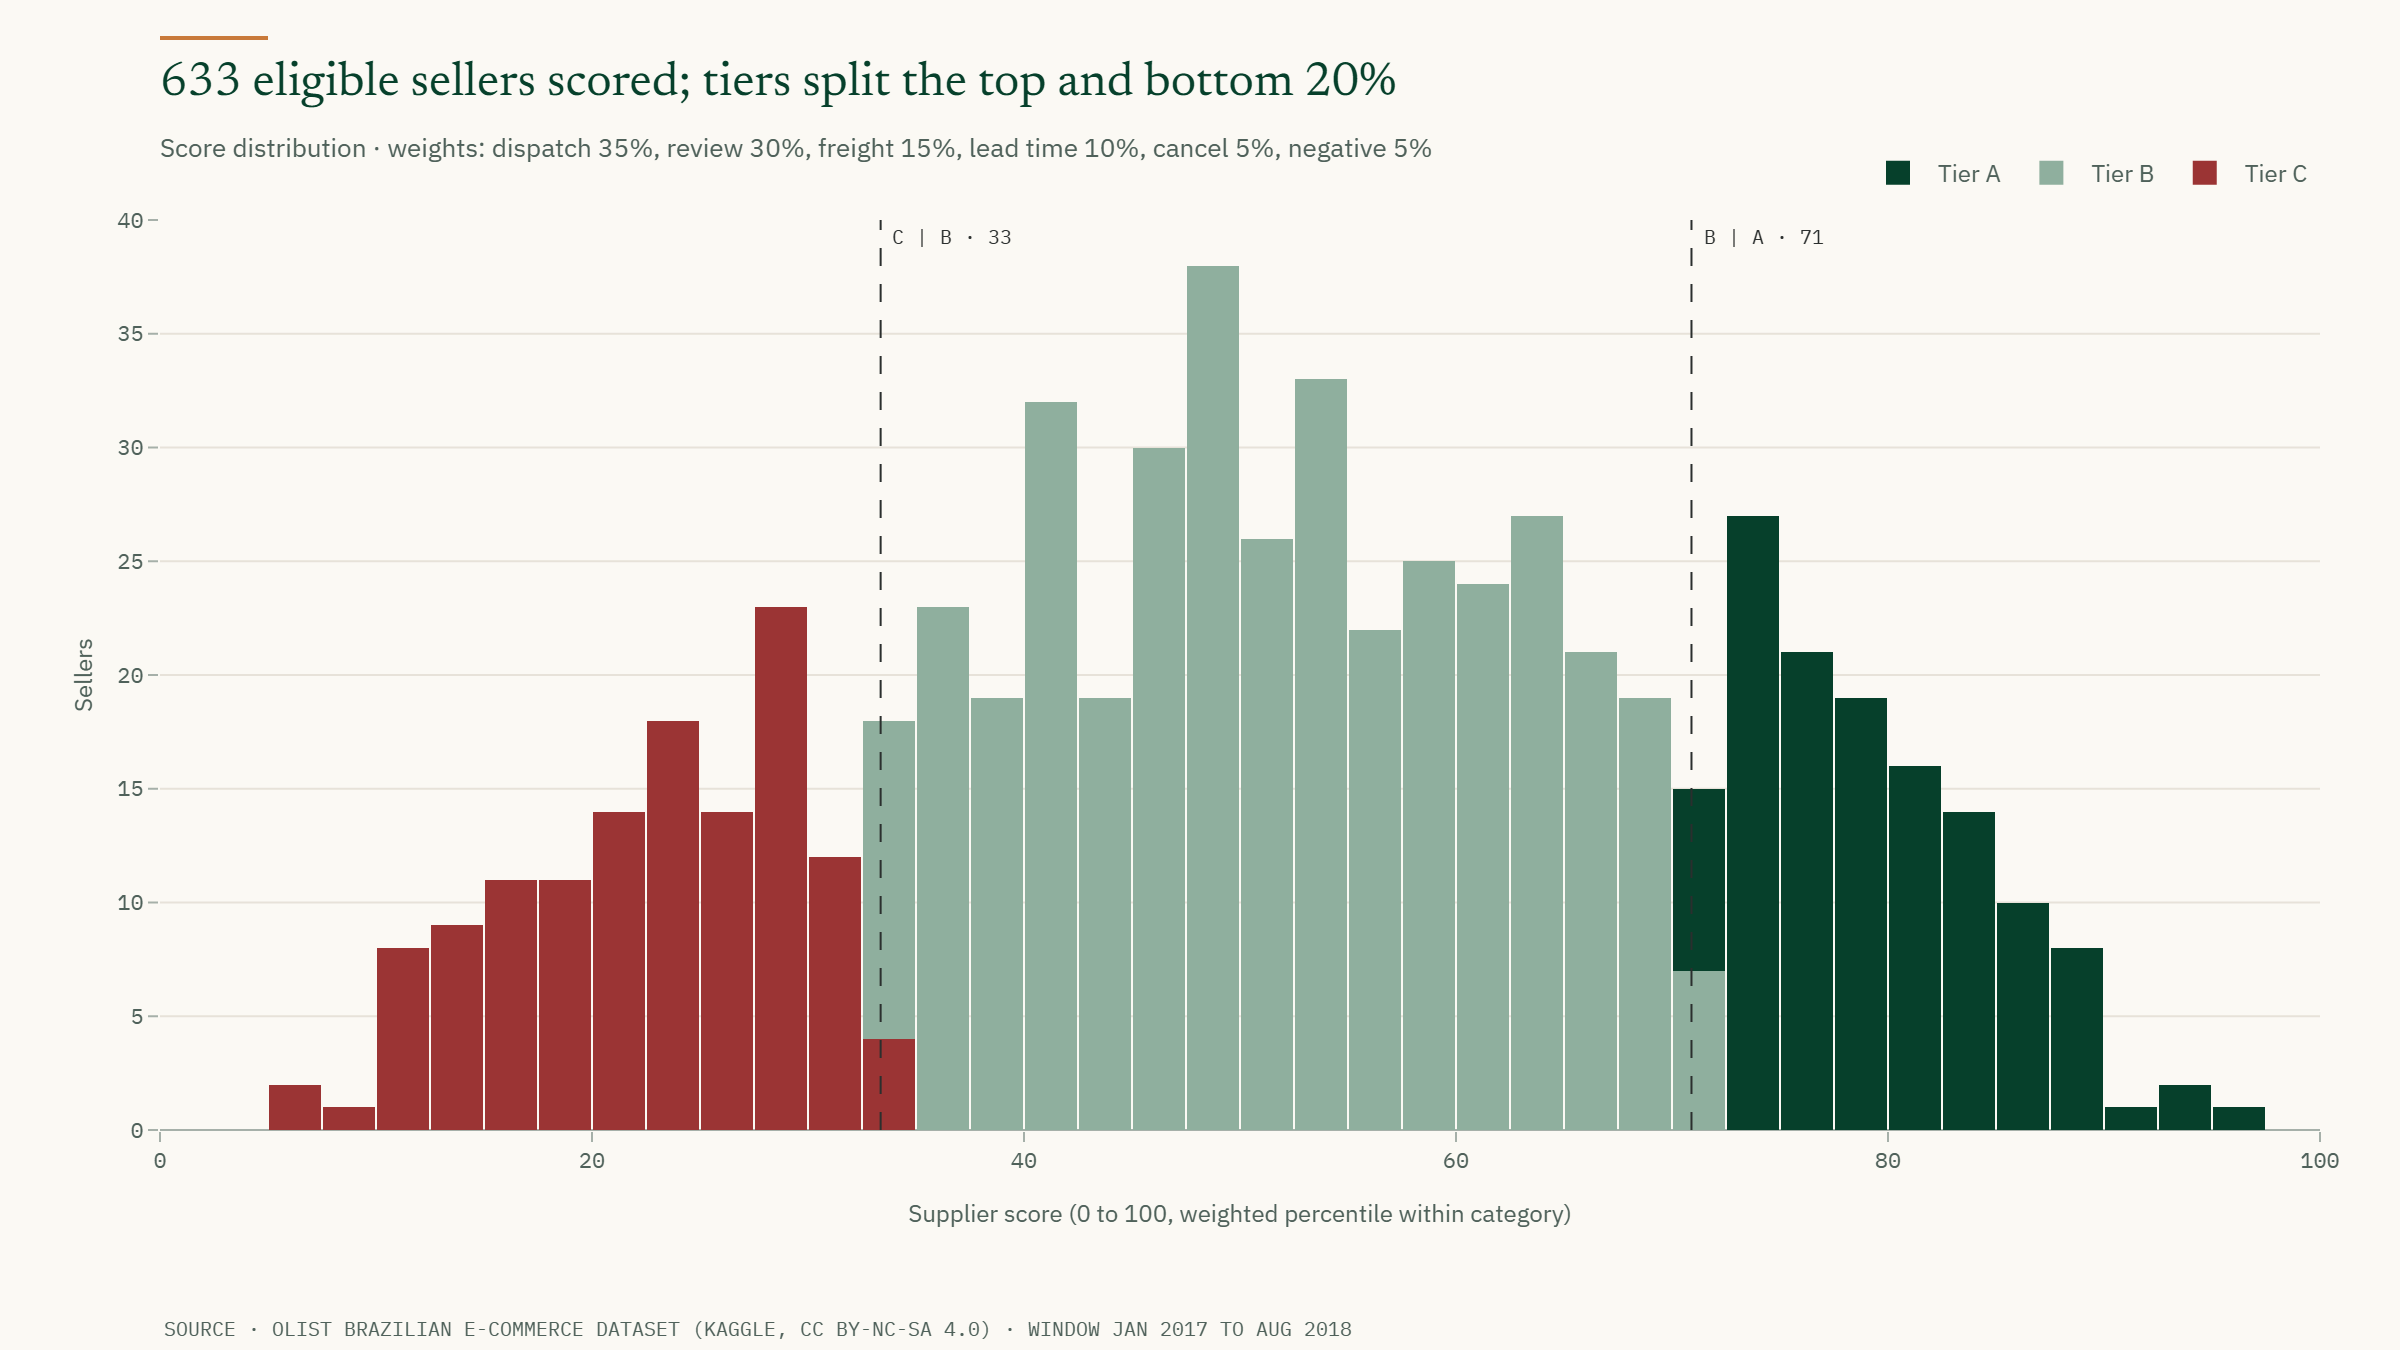 633 eligible sellers scored; tiers split the top and bottom 20%
Score distribution · weights: dispatch 35%, review 30%, freight 15%, lead time 10%, cancel 5%, negative 5%
Tier A Tier B Tier C
C | B · 33
B | A · 71
Sellers
40
35
30
25
20
15
10
5
0
0 20 40 60 80 100
Supplier score (0 to 100, weighted percentile within category)
SOURCE · OLIST BRAZILIAN E-COMMERCE DATASET (KAGGLE, CC BY-NC-SA 4.0) · WINDOW JAN 2017 TO AUG 2018